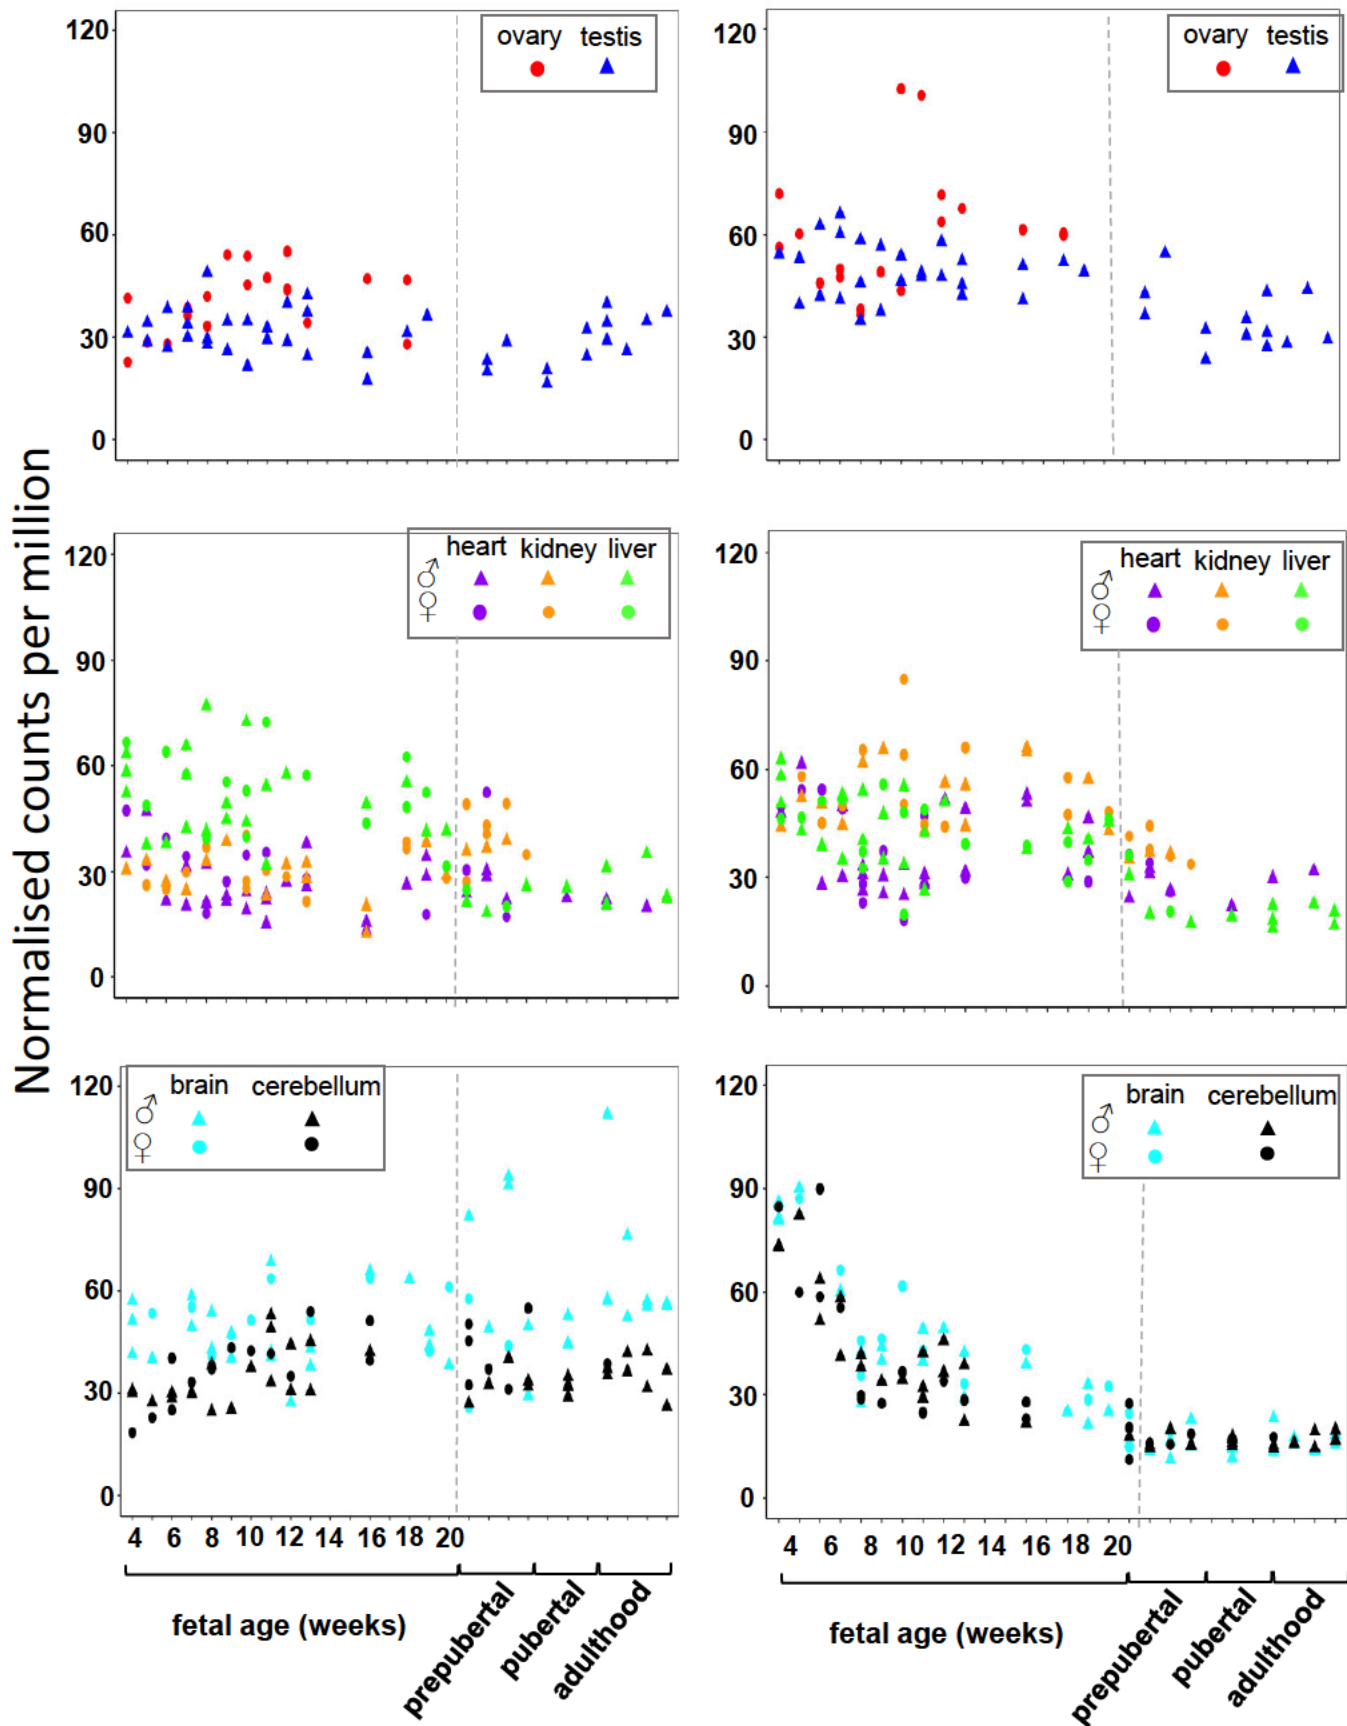 Normalised counts per million
ovary testis
120
90
60
30
0
ovary testis
120
90
60
30
0
heart kidney liver
♂
♀
120
90
60
30
0
heart kidney liver
♂
♀
120
90
60
30
0
brain cerebellum
♂
♀
120
90
60
30
0
4 6 8 10 12 14 16 18 20
fetal age (weeks)
prepubertal
pubertal
adulthood
brain cerebellum
♂
♀
120
90
60
30
0
4 6 8 10 12 14 16 18 20
fetal age (weeks)
prepubertal
pubertal
adulthood